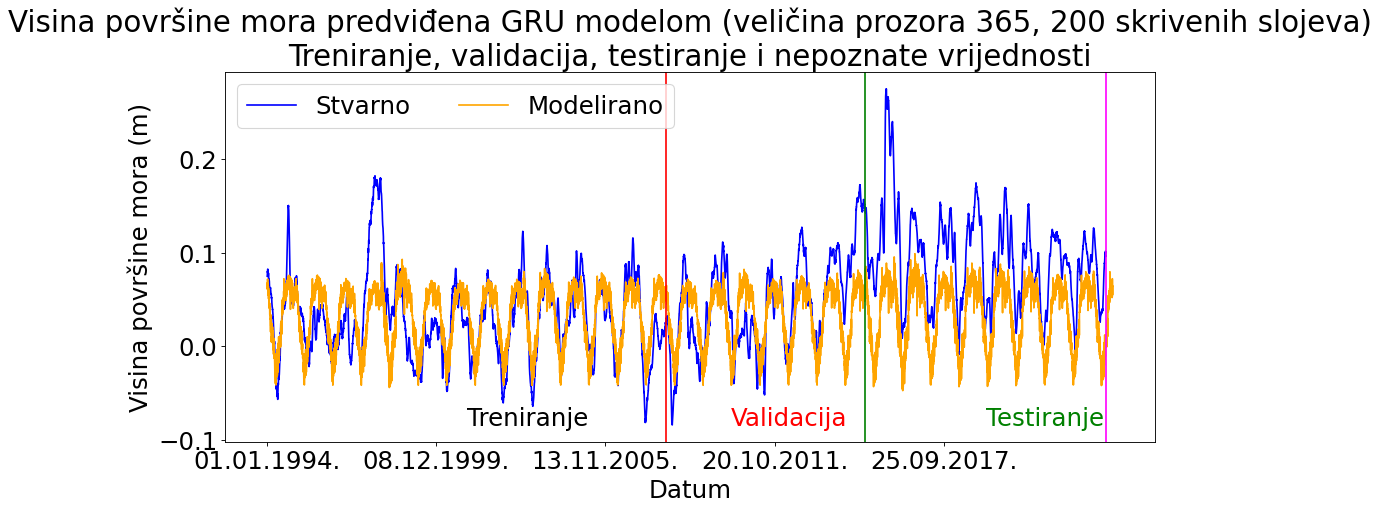 Visina površine mora predviđena GRU modelom (veličina prozora 365, 200 skrivenih slojeva)
Treniranje, validacija, testiranje i nepoznate vrijednosti
Stvarno Modelirano
Visina površine mora (m)
0.2
0.1
0.0
−0.1
Treniranje Validacija Testiranje
01.01.1994. 08.12.1999. 13.11.2005. 20.10.2011. 25.09.2017.
Datum